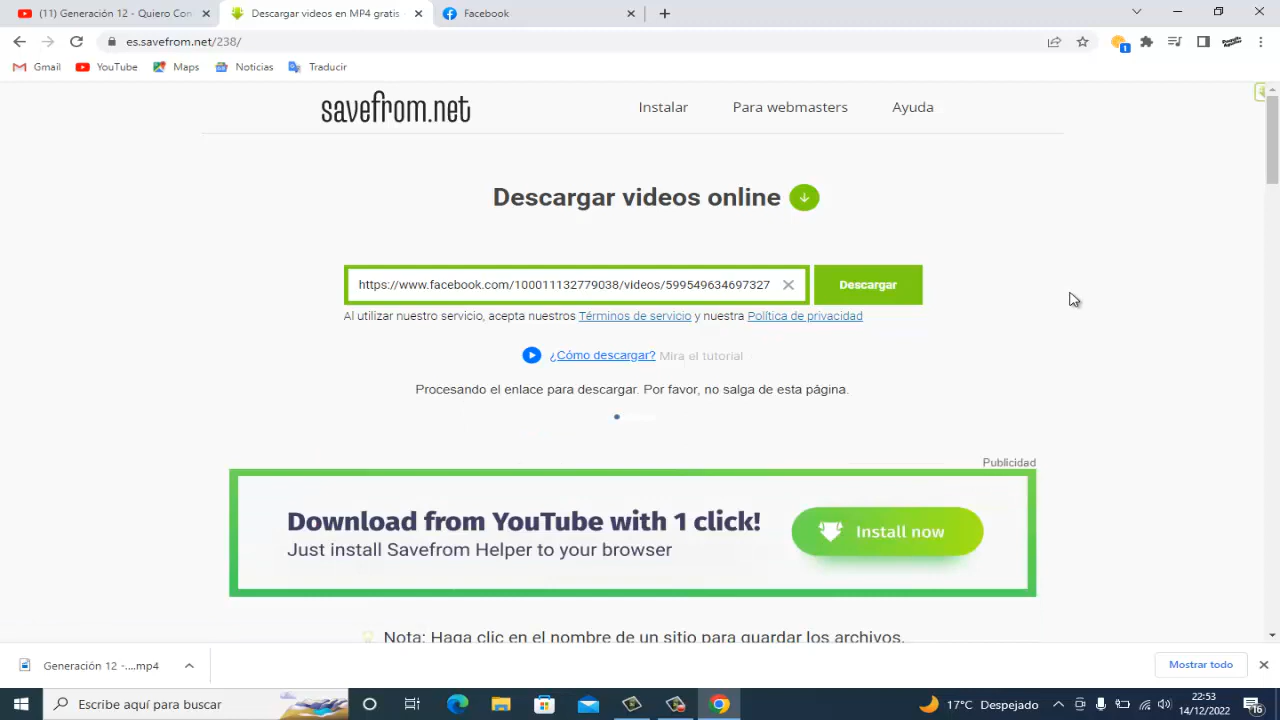 (11) Generación 12 - Quiero Con
Descargar videos en MP4 gratis
Facebook
es.savefrom.net/238/
1
Gmail
YouTube
Maps
Noticias
Traducir
savefrom.net
Instalar
Para webmasters
Ayuda
Descargar videos online
https://www.facebook.com/100011132779038/videos/599549634697327
Descargar
Al utilizar nuestro servicio, acepta nuestros Términos de servicio y nuestra Política de privacidad
¿Cómo descargar? Mira el tutorial
Procesando el enlace para descargar. Por favor, no salga de esta página.
Publicidad
Download from YouTube with 1 click!
Just install Savefrom Helper to your browser
Install now
Nota: Haga clic en el nombre de un sitio para guardar los archivos.
Generación 12 -....mp4
Mostrar todo
Escribe aquí para buscar
17°C Despejado
22:53
14/12/2022
16